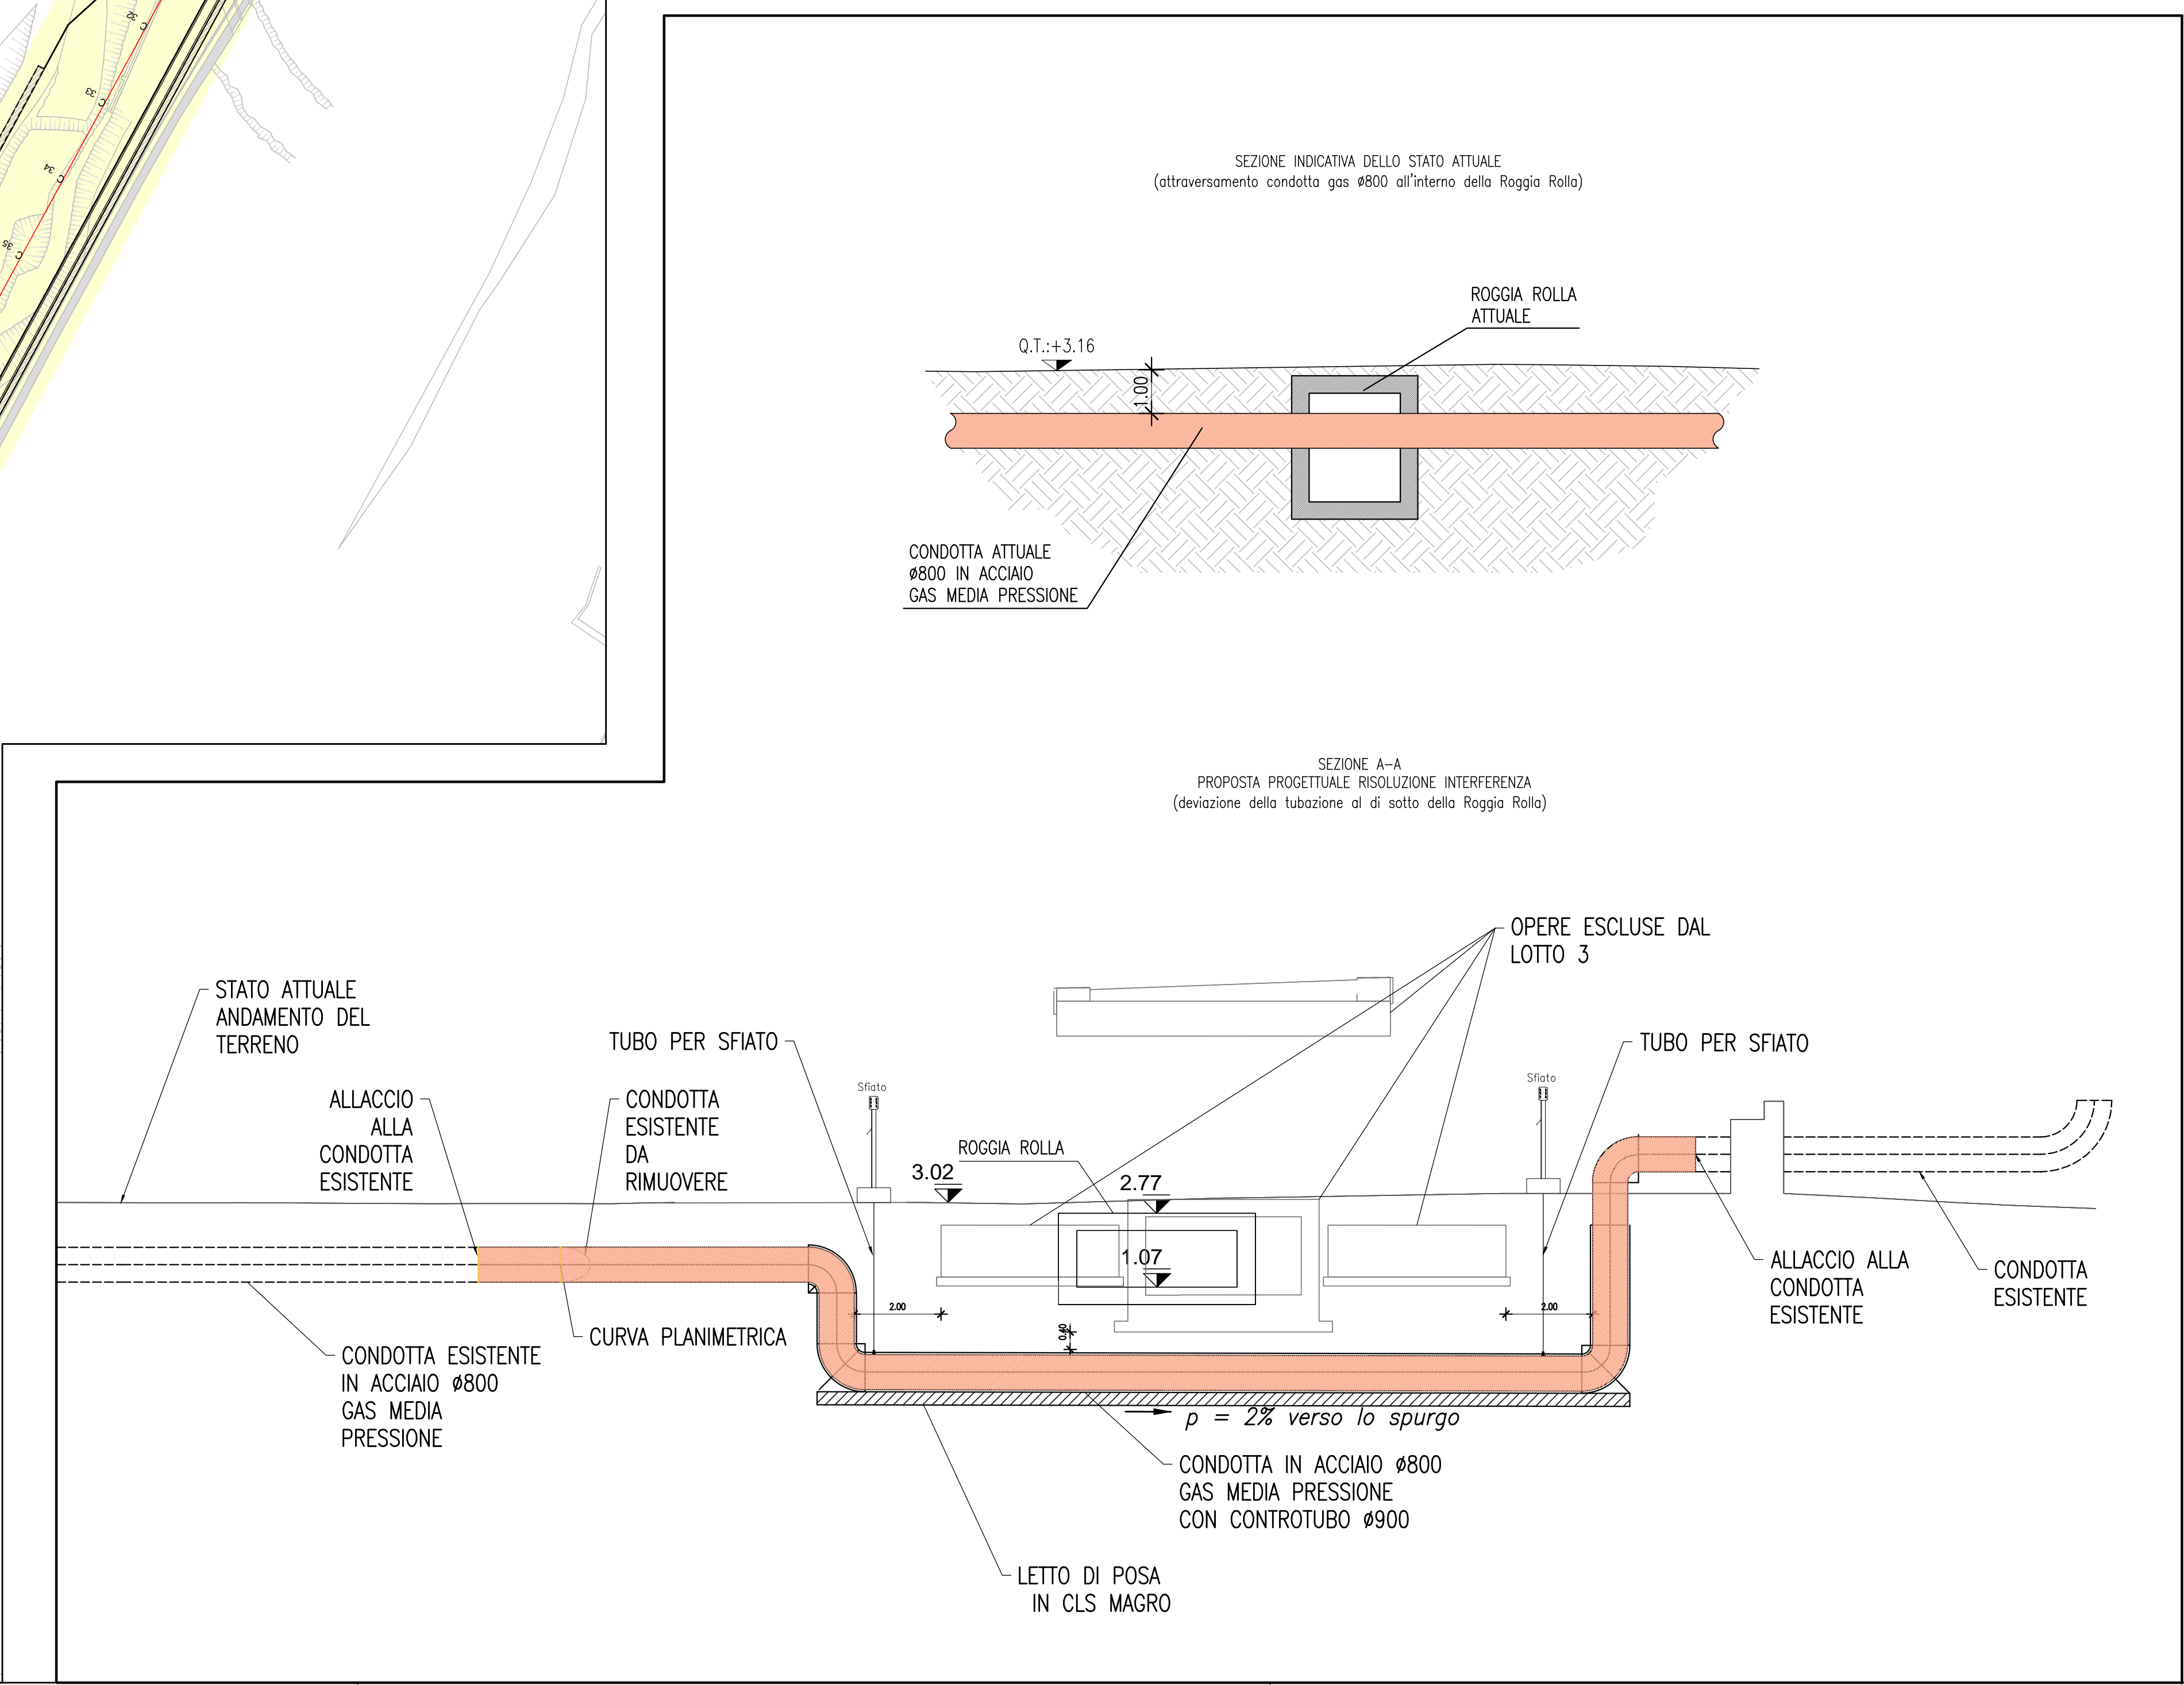 32
C
33
C
34
C
35
C
SEZIONE INDICATIVA DELLO STATO ATTUALE
(attraversamento condotta gas ø800 all'interno della Roggia Rolla)
ROGGIA ROLLA
ATTUALE
Q.T.:+3.16
1.00
CONDOTTA ATTUALE
ø800 IN ACCIAIO
GAS MEDIA PRESSIONE
SEZIONE A-A
PROPOSTA PROGETTUALE RISOLUZIONE INTERFERENZA
(deviazione della tubazione al di sotto della Roggia Rolla)
OPERE ESCLUSE DAL
LOTTO 3
STATO ATTUALE
ANDAMENTO DEL
TERRENO
TUBO PER SFIATO
TUBO PER SFIATO
ALLACCIO
ALLA
CONDOTTA
ESISTENTE
CONDOTTA
ESISTENTE
DA
RIMUOVERE
Sfiato
Sfiato
ROGGIA ROLLA
3.02
2.77
1.07
2.00
2.00
0.40
ALLACCIO ALLA
CONDOTTA
ESISTENTE
CONDOTTA
ESISTENTE
CURVA PLANIMETRICA
CONDOTTA ESISTENTE
IN ACCIAIO ø800
GAS MEDIA
PRESSIONE
p = 2% verso lo spurgo
CONDOTTA IN ACCIAIO ø800
GAS MEDIA PRESSIONE
CON CONTROTUBO ø900
LETTO DI POSA
IN CLS MAGRO